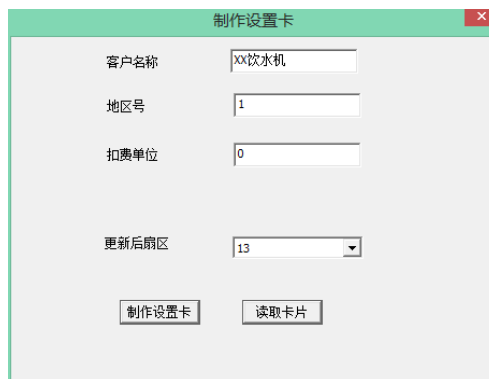 制作设置卡
客户名称 XX饮水机
地区号 1
扣费单位 0
更新后扇区 13
制作设置卡 读取卡片